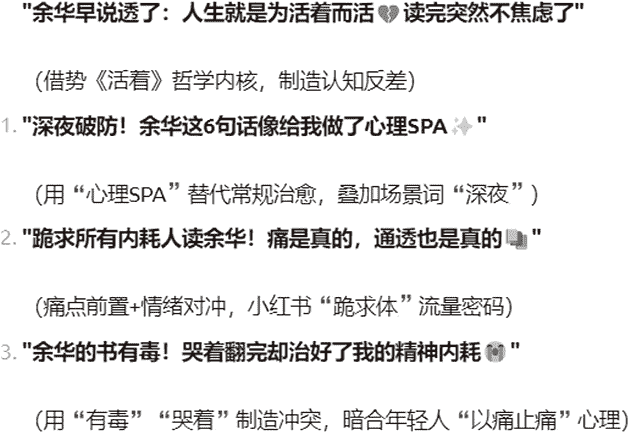 "余华早说透了：人生就是为活着而活💔读完突然不焦虑了"
（借势《活着》哲学内核，制造认知反差）
1. "深夜破防！余华这6句话像给我做了心理SPA✨"
（用“心理SPA”替代常规治愈，叠加场景词“深夜”）
2. "跪求所有内耗人读余华！痛是真的，通透也是真的"
（痛点前置+情绪对冲，小红书“跪求体”流量密码）
3. "余华的书有毒！哭着翻完却治好了我的精神内耗"
（用“有毒”“哭着”制造冲突，暗合年轻人“以痛止痛”心理）